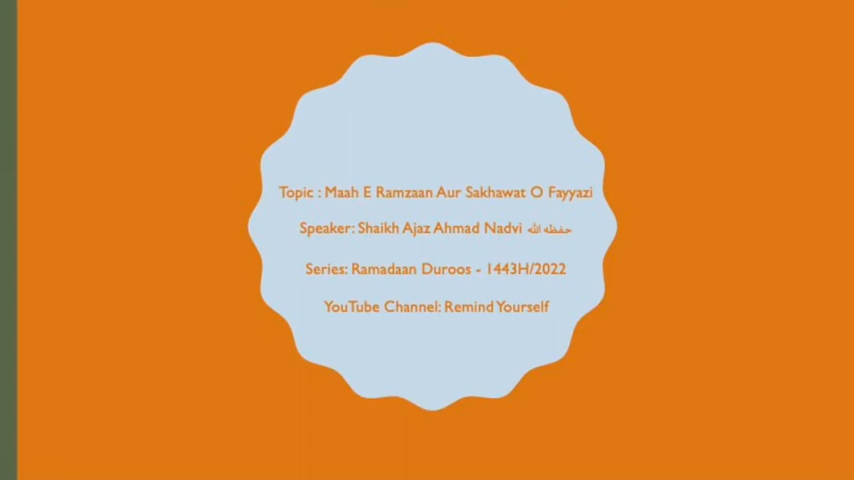 Topic : Maah E Ramzaan Aur Sakhawat O Fayyazi
Speaker: Shaikh Ajaz Ahmad Nadvi حفظه الله
Series: Ramadaan Duroos - 1443H/2022
YouTube Channel: Remind Yourself